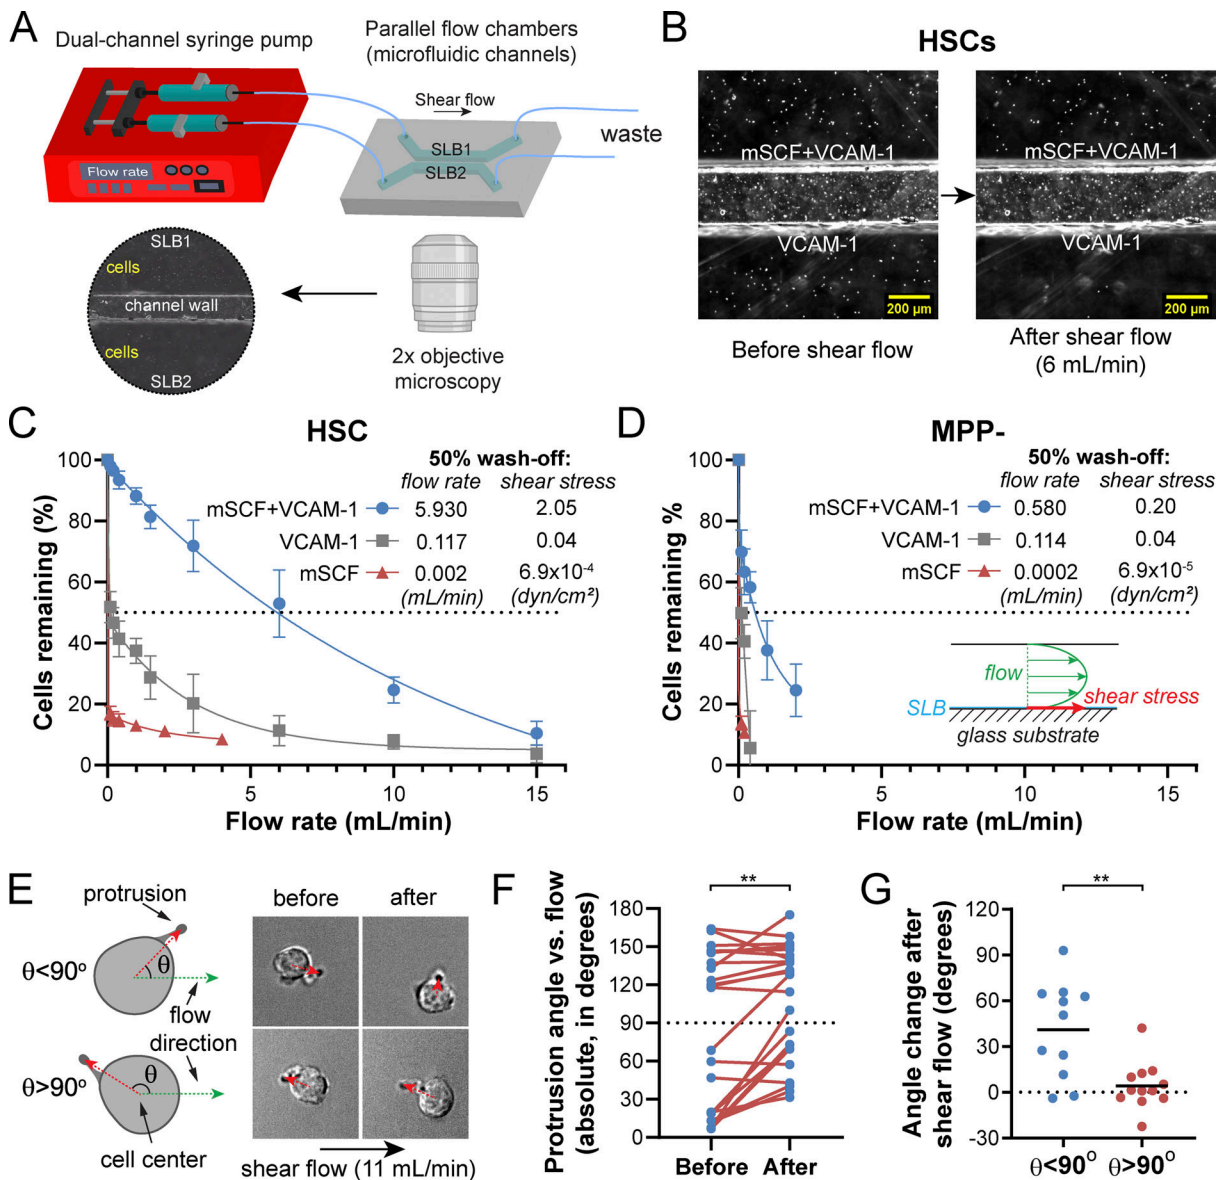 A
Dual-channel syringe pump
Parallel flow chambers
(microfluidic channels)
Shear flow
waste
SLB1
SLB2
Flow rate
SLB1
cells
channel wall
cells
SLB2
2x objective
microscopy
B
HSCs
mSCF+VCAM-1
VCAM-1
200 µm
mSCF+VCAM-1
VCAM-1
200 µm
Before shear flow
After shear flow
(6 mL/min)
C
HSC
50% wash-off:
flow rate shear stress
mSCF+VCAM-1 5.930 2.05
VCAM-1 0.117 0.04
mSCF 0.002 6.9x10⁻⁴
(mL/min) (dyn/cm²)
Cells remaining (%)
100
80
60
40
20
0
0 5 10 15
Flow rate (mL/min)
D
MPP-
50% wash-off:
flow rate shear stress
mSCF+VCAM-1 0.580 0.20
VCAM-1 0.114 0.04
mSCF 0.0002 6.9x10⁻⁵
(mL/min) (dyn/cm²)
Cells remaining %
100
80
60
40
20
0
flow
SLB
shear stress
glass substrate
0 5 10 15
Flow rate (mL/min)
E
protrusion
θ<90°
θ
flow
direction
θ>90°
θ
cell center
before after
shear flow (11 mL/min)
F
Protrusion angle vs. flow
(absolute, in degrees)
**
180
150
120
90
60
30
0
Before After
G
Angle change after
shear flow (degrees)
**
120
90
60
30
0
-30
θ<90° θ>90°